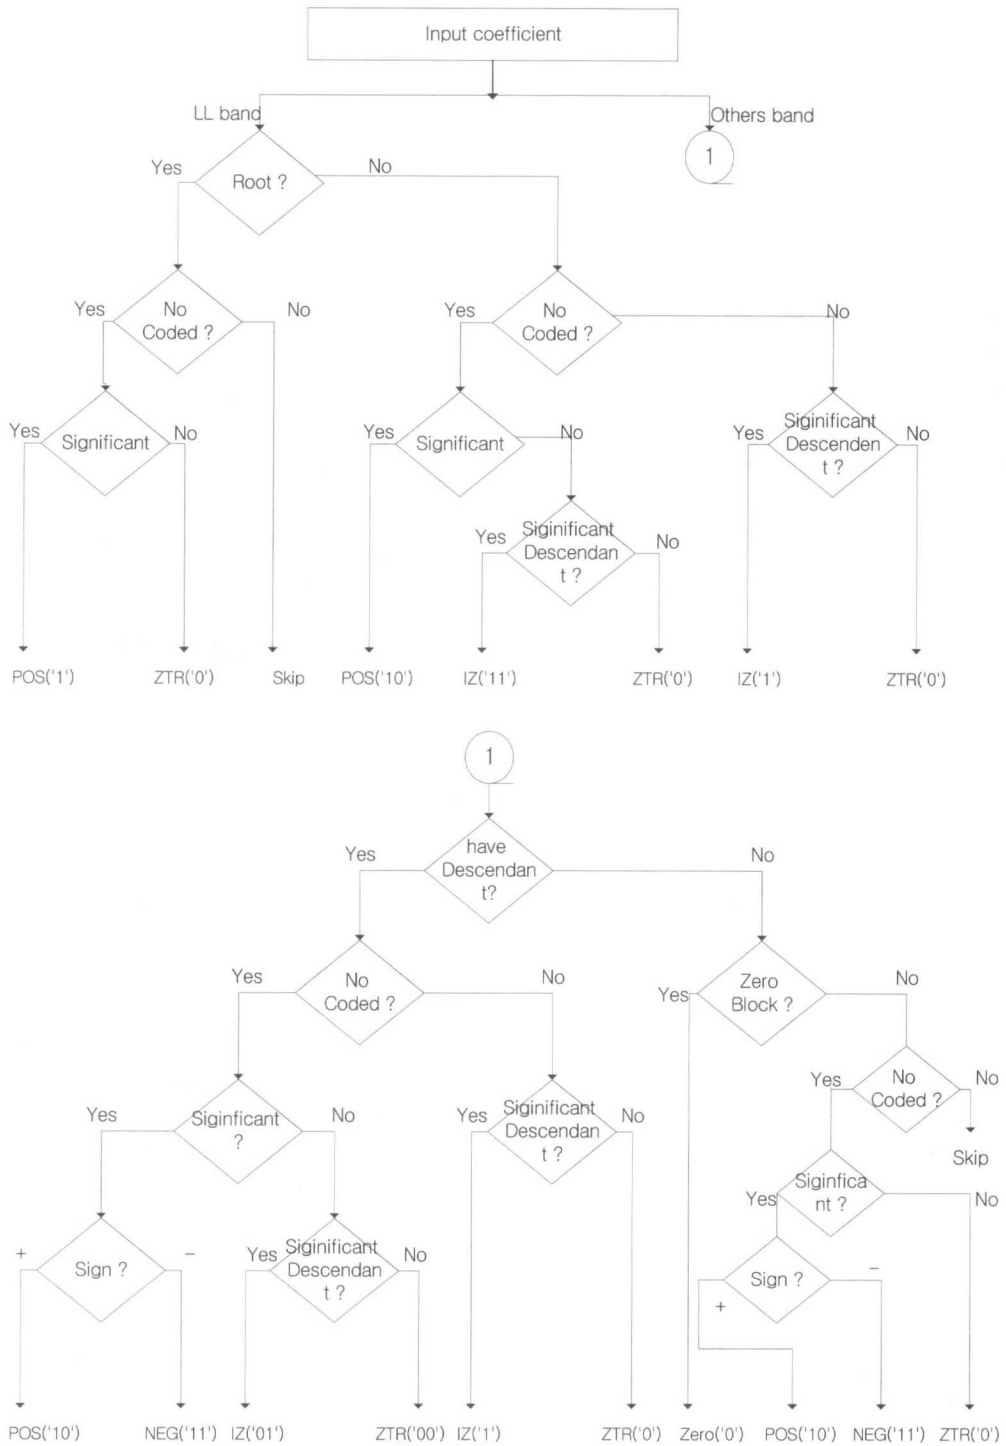 Input coefficient
LL band
Others band
1
Yes
Root ?
No
Yes
No
Coded ?
No
Yes
No
Coded ?
No
Yes
Significant
No
Yes
Significant
No
Yes
Siginificant
Descenden
t ?
No
Yes
Siginificant
Descendan
t ?
No
POS('1')
ZTR('0')
Skip
POS('10')
IZ('11')
ZTR('0')
IZ('1')
ZTR('0')
1
Yes
have
Descendan
t?
No
Yes
No
Coded ?
No
Yes
Zero
Block ?
No
Yes
No
Coded ?
No
Skip
Yes
Siginficant
?
No
Yes
Siginificant
Descendan
t ?
No
Yes
Siginfica
nt ?
No
+
Sign ?
−
Yes
Siginificant
Descendan
t ?
No
Sign ?
−
+
POS('10')
NEG('11')
IZ('01')
ZTR('00')
IZ('1')
ZTR('0')
Zero('0')
POS('10')
NEG('11')
ZTR('0')